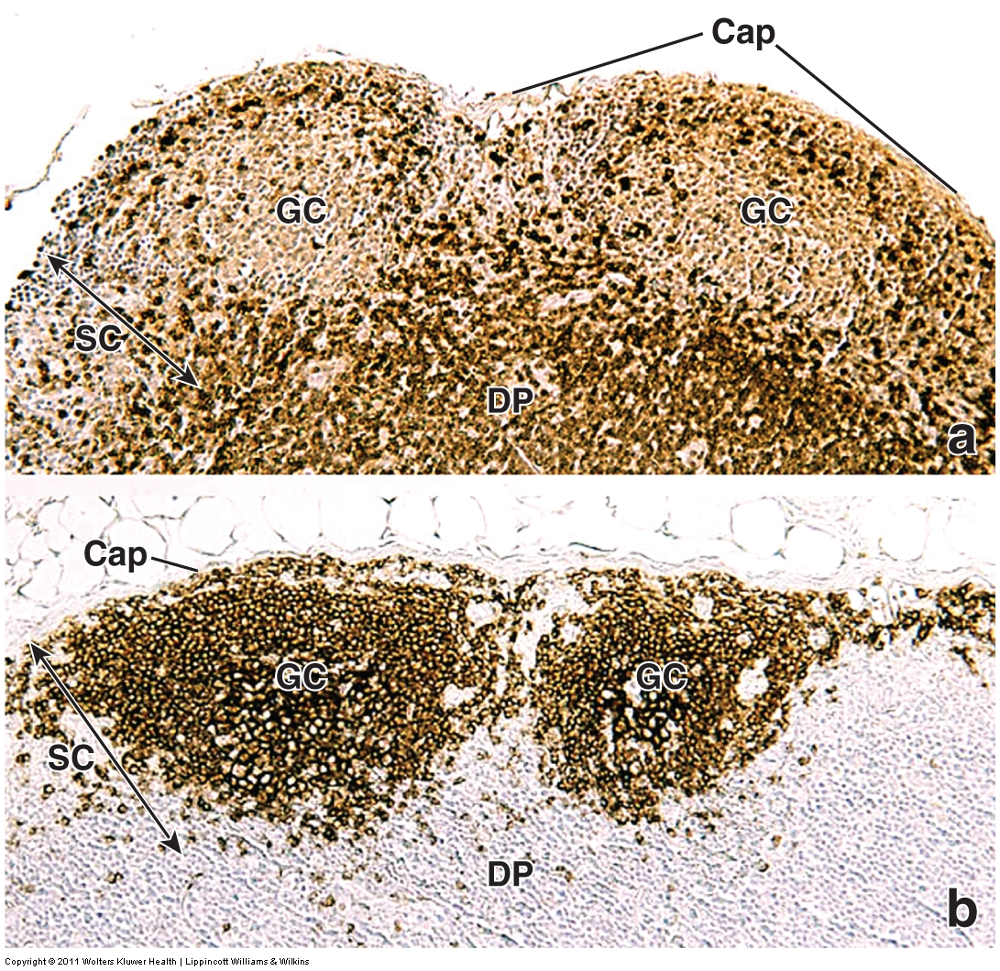 Cap
GC
GC
SC
DP
a
Cap
GC
GC
SC
DP
b
Copyright © 2011 Wolters Kluwer Health | Lippincott Williams & Wilkins